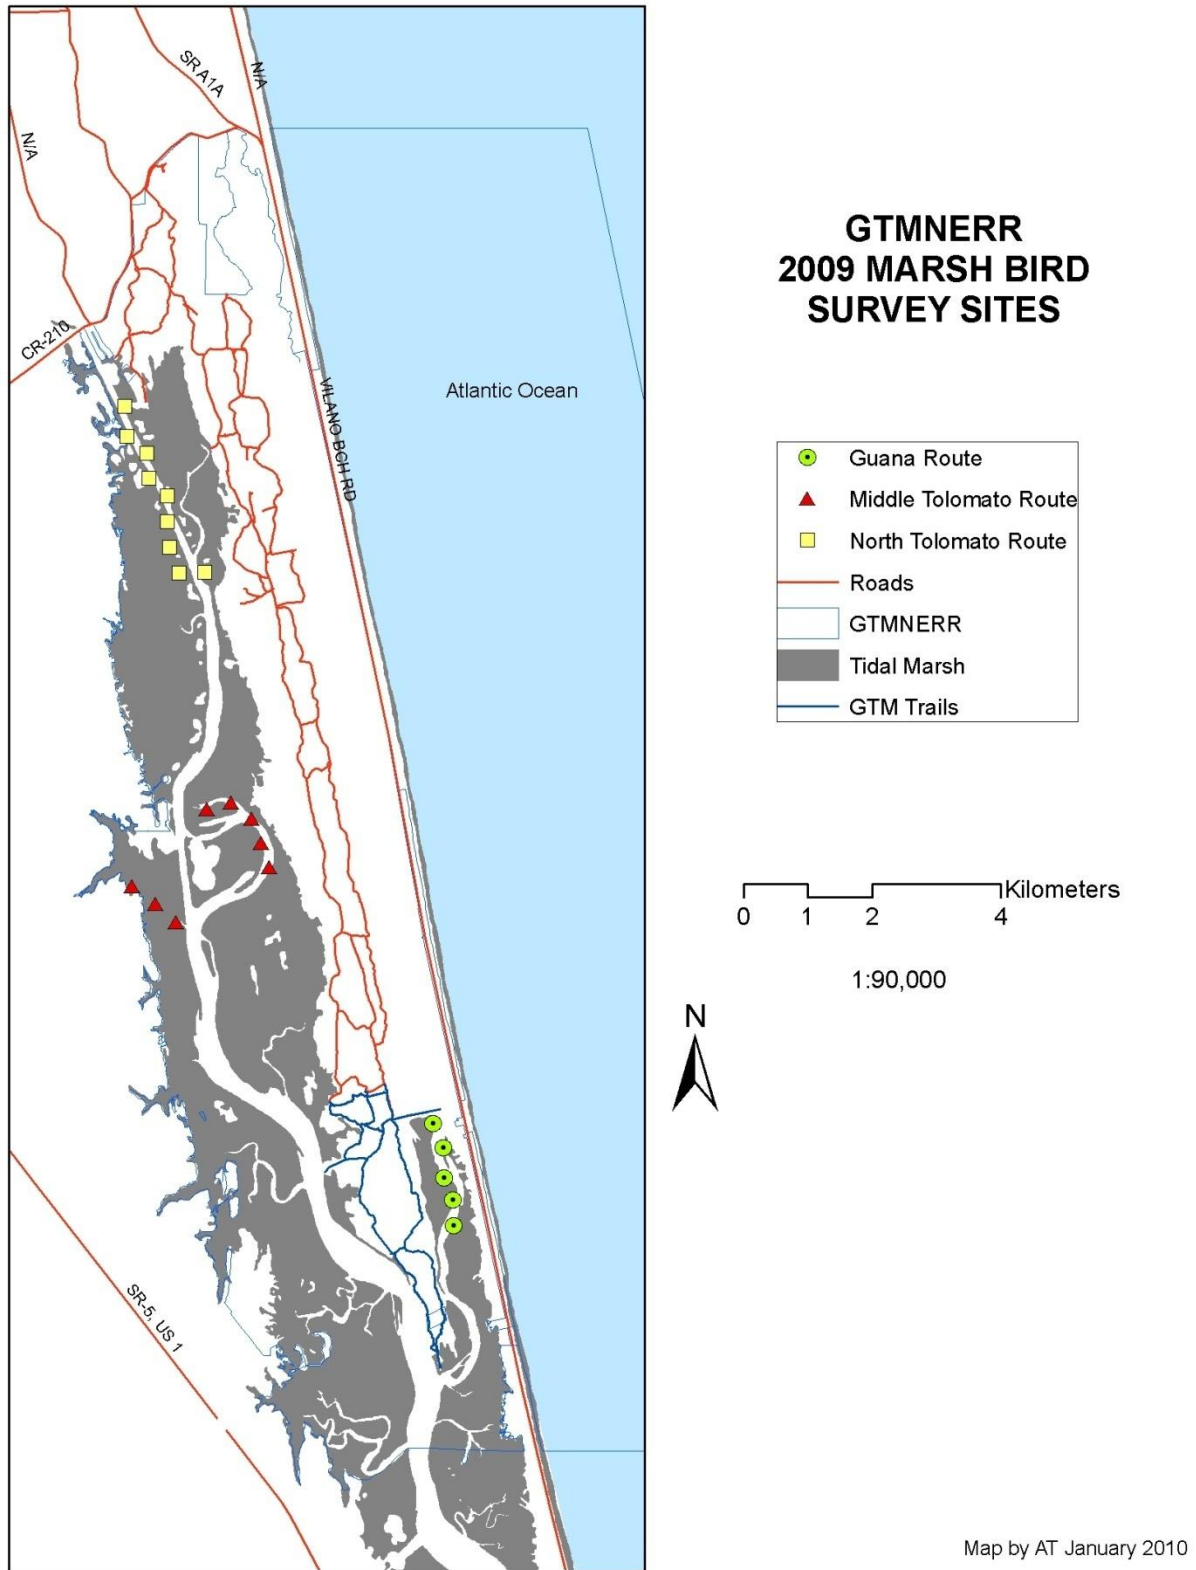 SR A1A
N/A
N/A
CR-210
VILANO BCH RD
Atlantic Ocean
SR-5, US 1
GTMNERR
2009 MARSH BIRD
SURVEY SITES
Guana Route
Middle Tolomato Route
North Tolomato Route
Roads
GTMNERR
Tidal Marsh
GTM Trails
Kilometers
0 1 2 4
1:90,000
N
Map by AT January 2010